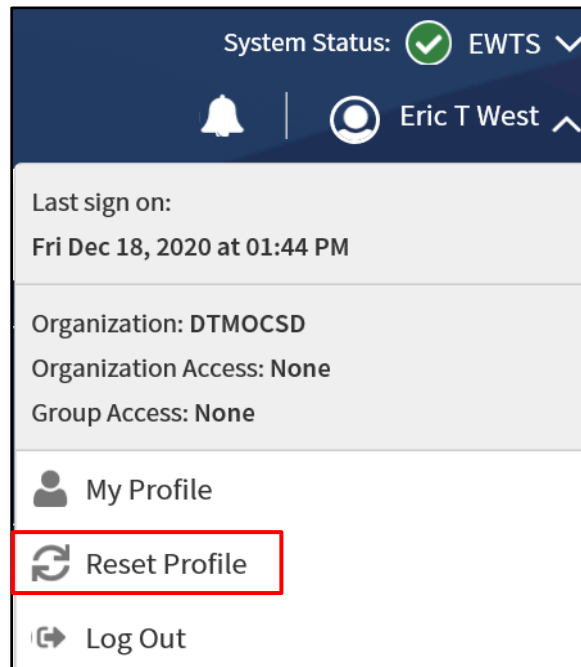 System Status: EWTS
Eric T West
Last sign on:
Fri Dec 18, 2020 at 01:44 PM
Organization: DTMOCSD
Organization Access: None
Group Access: None
My Profile
Reset Profile
Log Out